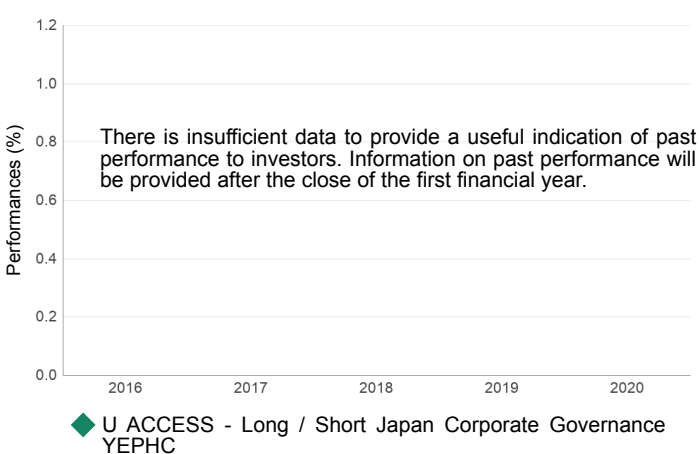 1.2
1.0
0.8
0.6
0.4
0.2
0.0
Performances (%)
There is insufficient data to provide a useful indication of past
performance to investors. Information on past performance will
be provided after the close of the first financial year.
2016 2017 2018 2019 2020
U ACCESS - Long / Short Japan Corporate Governance
YEPHC